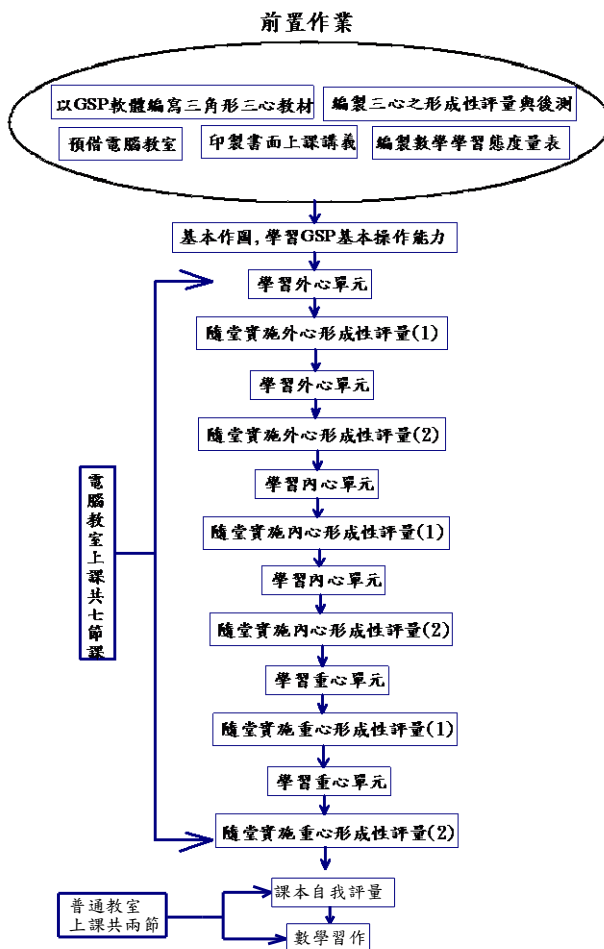 前置作業
以GSP軟體編寫三角形三心教材
編製三心之形成性評量與後測
預借電腦教室
印製書面上課講義
編製數學學習態度量表
基本作圖,學習GSP基本操作能力
學習外心單元
隨堂實施外心形成性評量(1)
學習外心單元
隨堂實施外心形成性評量(2)
學習內心單元
隨堂實施內心形成性評量(1)
學習內心單元
隨堂實施內心形成性評量(2)
學習重心單元
隨堂實施重心形成性評量(1)
學習重心單元
隨堂實施重心形成性評量(2)
電腦教室上課共七節課
課本自我評量
普通教室
上課共兩節
數學習作